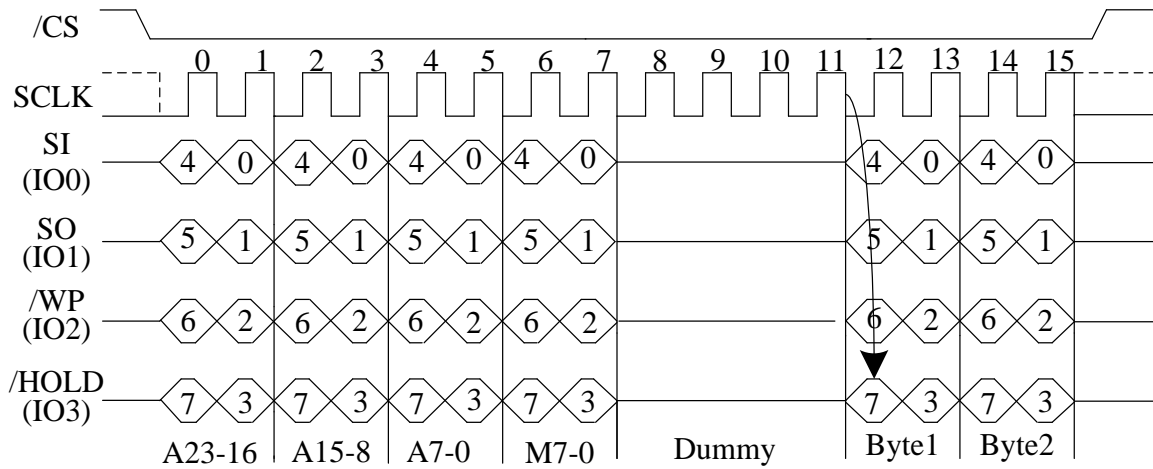 /CS
0 1 2 3 4 5 6 7 8 9 10 11 12 13 14 15
SCLK
SI
(IO0)
4 0 4 0 4 0 4 0 4 0 4 0
SO
(IO1)
5 1 5 1 5 1 5 1 5 1 5 1
/WP
(IO2)
6 2 6 2 6 2 6 2 6 2 6 2
/HOLD
(IO3)
7 3 7 3 7 3 7 3 7 3 7 3
A23-16 A15-8 A7-0 M7-0 Dummy Byte1 Byte2